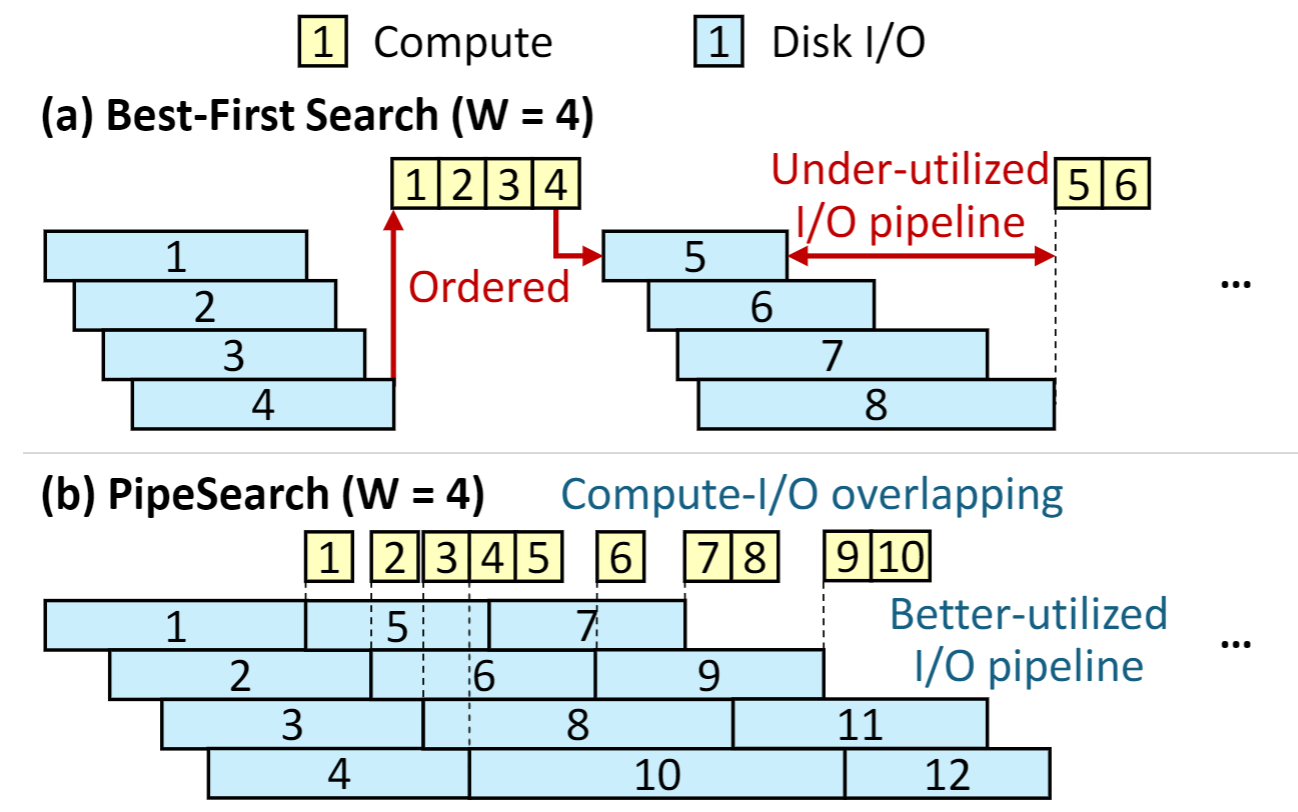 1 Compute 1 Disk I/O
(a) Best-First Search (W = 4)
1 2 3 4
Under-utilized
I/O pipeline
5 6
1
Ordered
5
2
6
3
7
4
8
...
(b) PipeSearch (W = 4)
Compute-I/O overlapping
1 2 3 4 5 6 7 8 9 10
1 5 7
2 6 9
3 8 11
4 10 12
Better-utilized
I/O pipeline
...